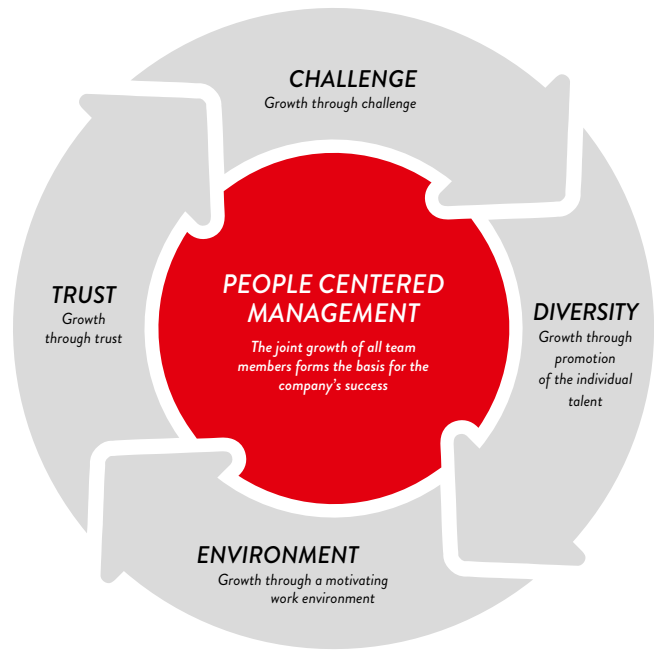 CHALLENGE
Growth through challenge
TRUST
Growth
through trust
PEOPLE CENTERED
MANAGEMENT
The joint growth of all team
members forms the basis for the
company's success
DIVERSITY
Growth through
promotion
of the individual
talent
ENVIRONMENT
Growth through a motivating
work environment